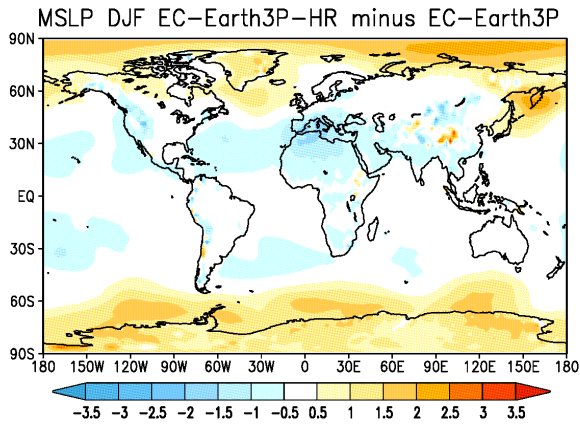 MSLP DJF EC-Earth3P-HR minus EC-Earth3P
90N
60N
30N
EQ
30S
60S
90S
180 150W 120W 90W 60W 30W 0 30E 60E 90E 120E 150E 180
-3.5 -3 -2.5 -2 -1.5 -1 -0.5 0.5 1 1.5 2 2.5 3 3.5